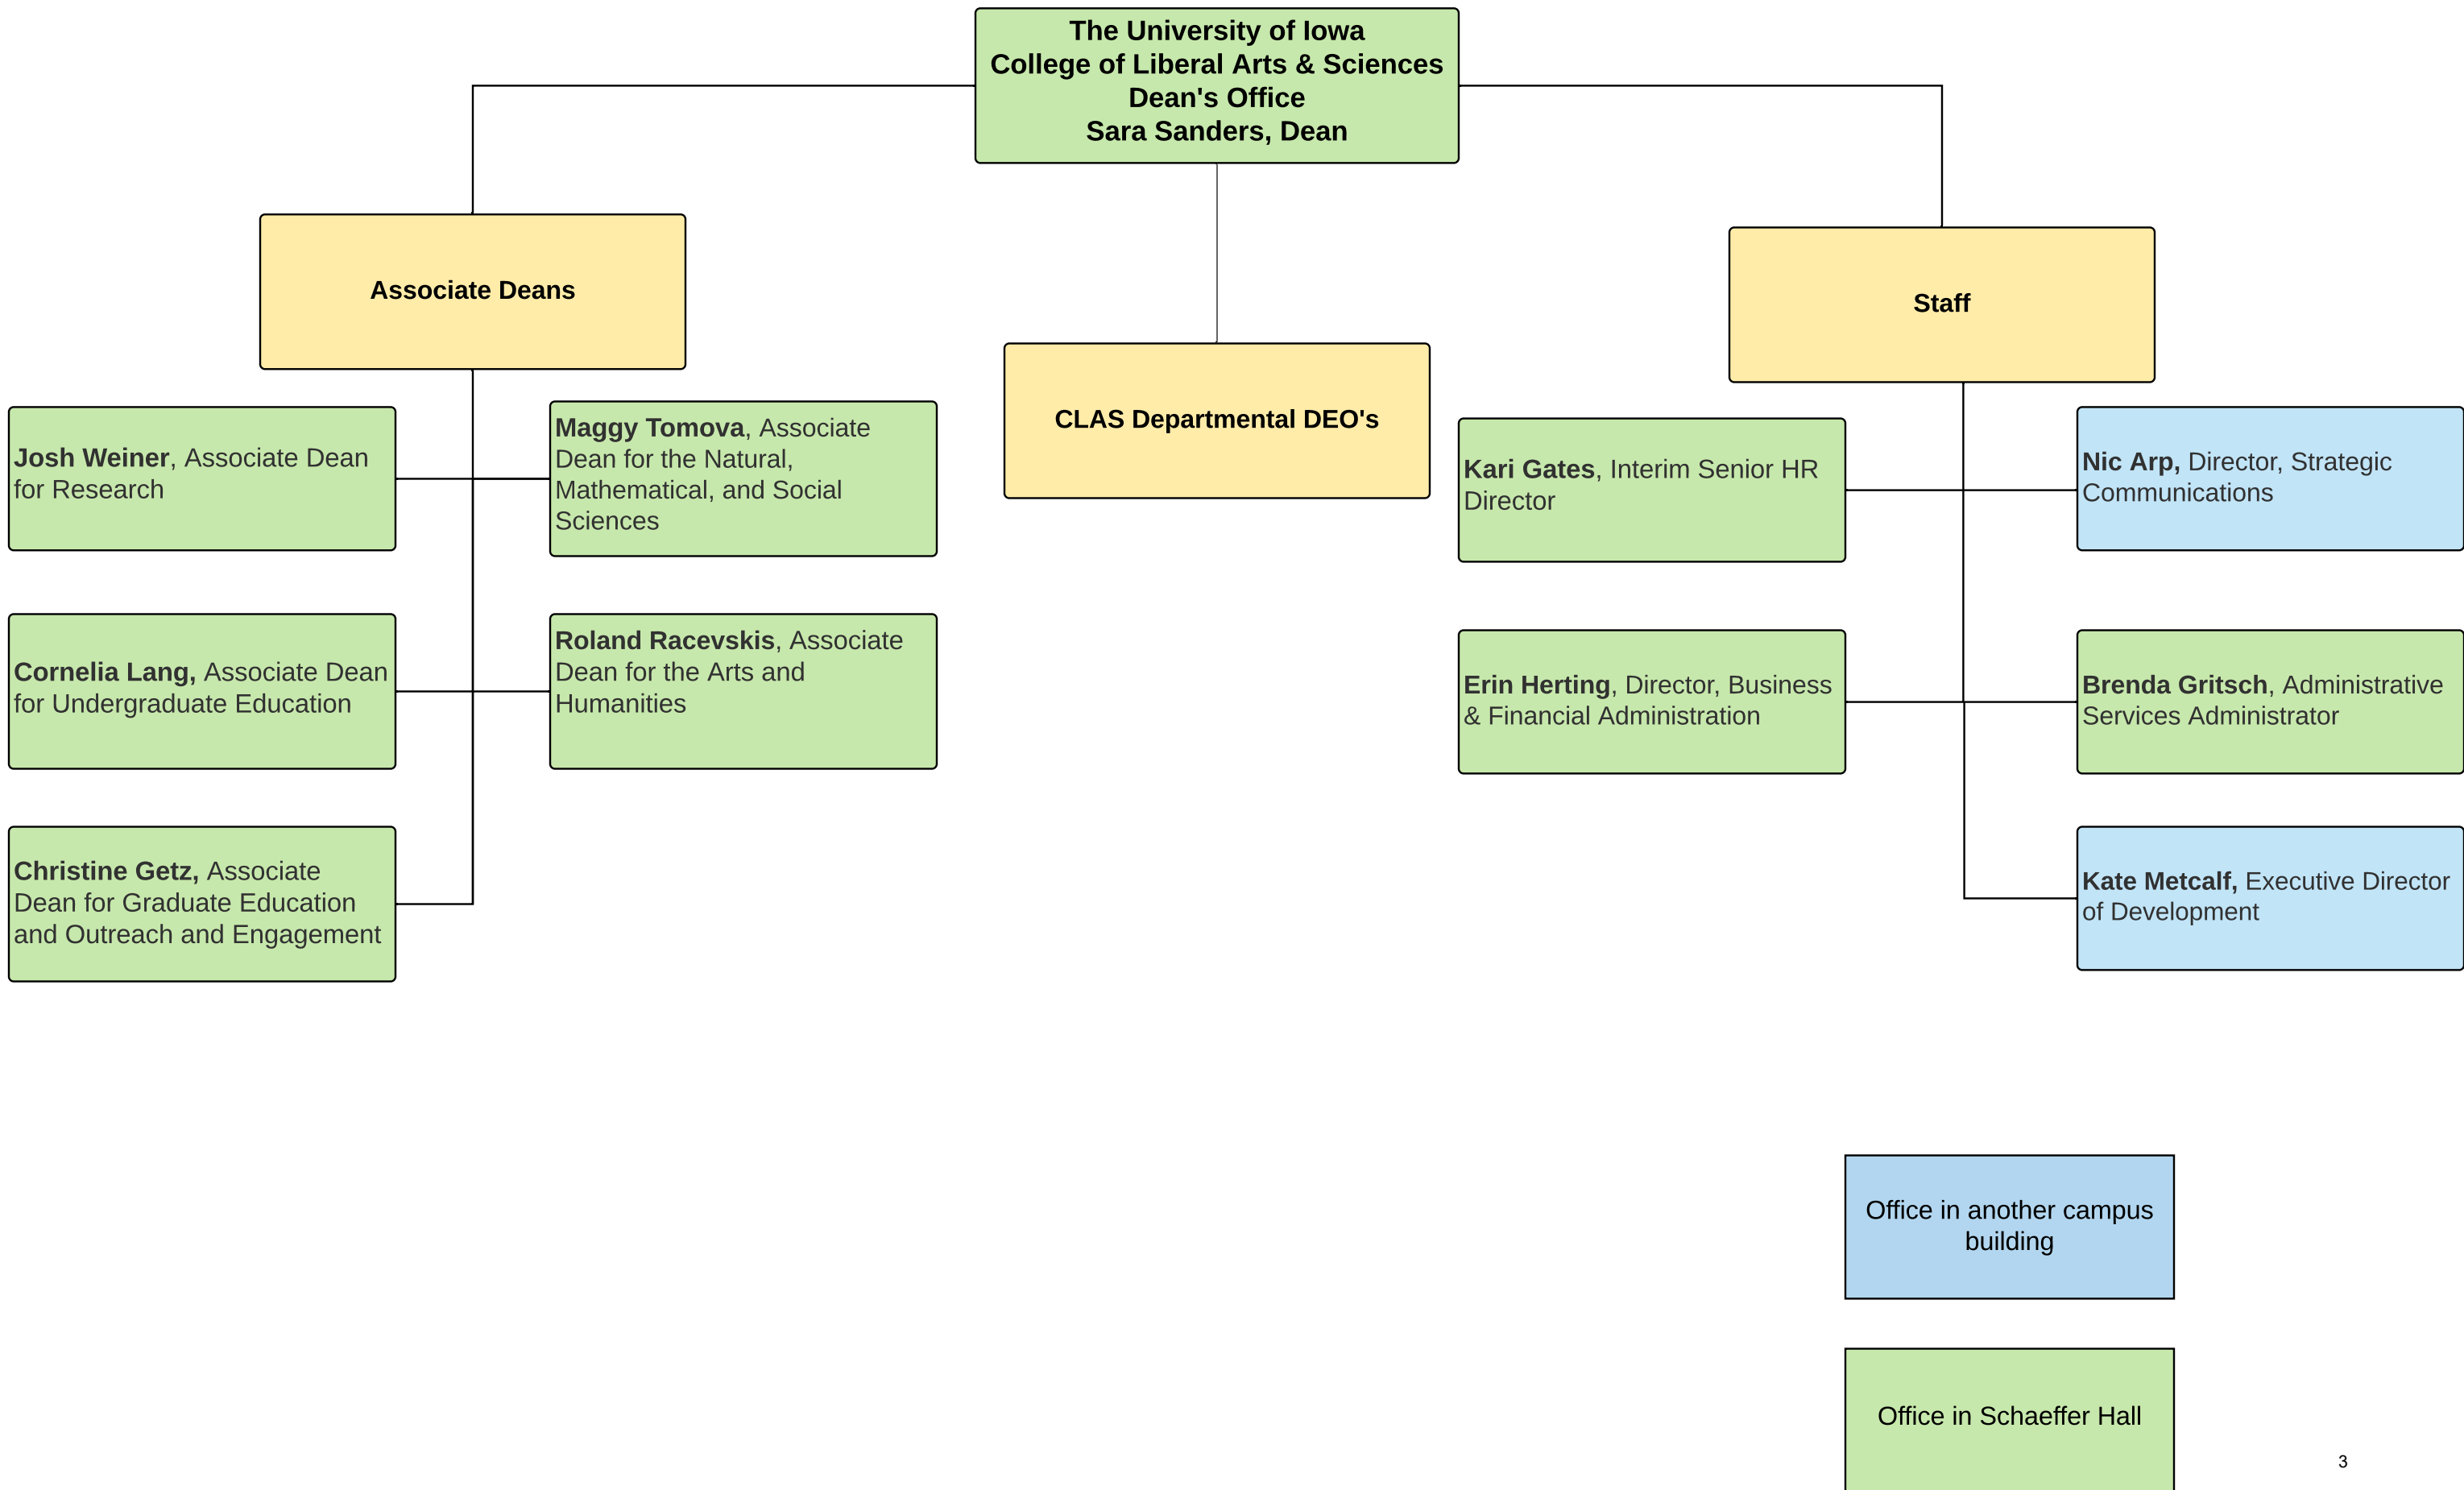 The University of Iowa
College of Liberal Arts & Sciences
Dean's Office
Sara Sanders, Dean
Associate Deans
Staff
CLAS Departmental DEO's
Josh Weiner, Associate Dean
for Research
Maggy Tomova, Associate
Dean for the Natural,
Mathematical, and Social
Sciences
Kari Gates, Interim Senior HR
Director
Nic Arp, Director, Strategic
Communications
Cornelia Lang, Associate Dean
for Undergraduate Education
Roland Racevskis, Associate
Dean for the Arts and
Humanities
Erin Herting, Director, Business
& Financial Administration
Brenda Gritsch, Administrative
Services Administrator
Christine Getz, Associate
Dean for Graduate Education
and Outreach and Engagement
Kate Metcalf, Executive Director
of Development
Office in another campus
building
Office in Schaeffer Hall
3